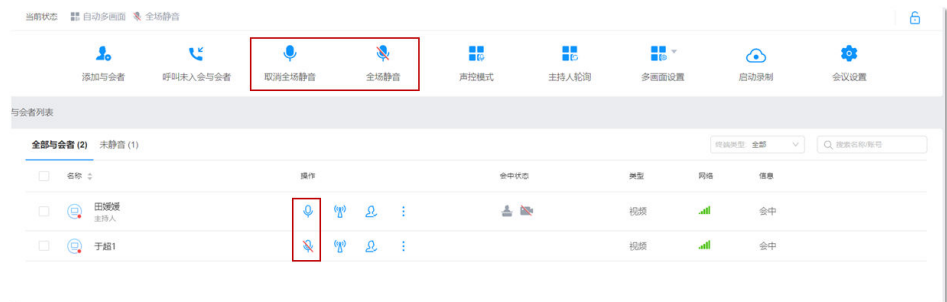 当前状态 自动多画面 全场静音
添加与会者 呼叫未入会与会者 取消全场静音 全场静音 声控模式 主持人轮询 多画面设置 启动录制 会议设置
与会者列表
全部与会者 (2) 未静音 (1) 终端类型 全部 搜索名称/账号
名称 操作 会中状态 类型 网络 信息
田媛媛 视频 会中
主持人
于超1 视频 会中